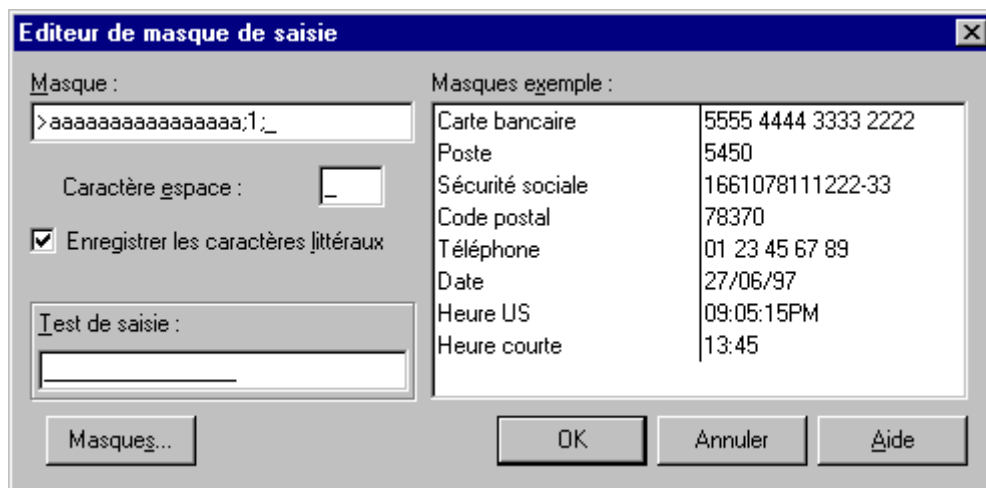 Editeur de masque de saisie
Masque :
>aaaaaaaaaaaaaaaa;1;_
Caractère espace :
_
Enregistrer les caractères littéraux
Test de saisie :
________________
Masques...
Masques exemple :
Carte bancaire 5555 4444 3333 2222
Poste 5450
Sécurité sociale 1661078111222-33
Code postal 78370
Téléphone 01 23 45 67 89
Date 27/06/97
Heure US 09:05:15PM
Heure courte 13:45
OK
Annuler
Aide